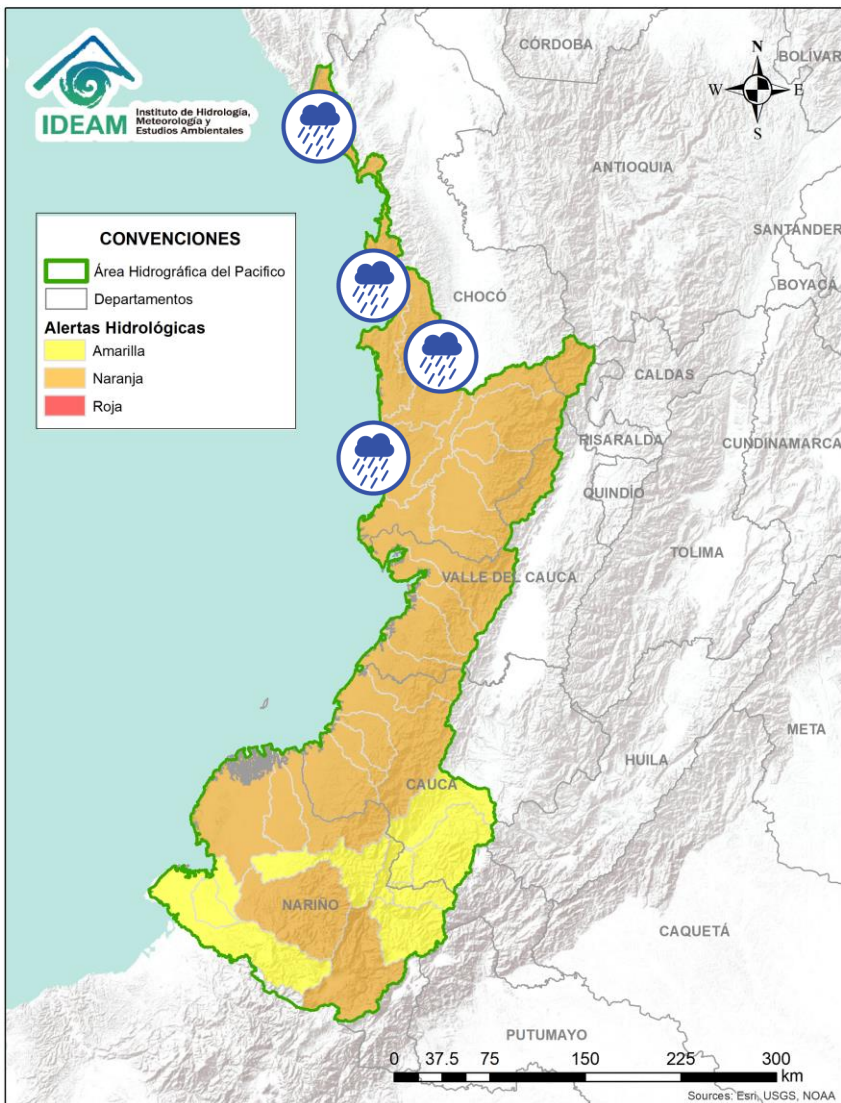 IDEAM
Instituto de Hidrología,
Meteorología y
Estudios Ambientales
CÓRDOBA
BOLÍVAR
N
W
E
S
ANTIOQUIA
SANTANDER
BOYACÁ
CONVENCIONES
Área Hidrográfica del Pacifico
Departamentos
Alertas Hidrológicas
Amarilla
Naranja
Roja
CHOCÓ
CALDAS
RISARALDA
CUNDINAMARCA
QUINDÍO
TOLIMA
VALLE DEL CAUCA
META
HUILA
CAUCA
NARIÑO
CAQUETÁ
PUTUMAYO
0 37.5 75 150 225 300
km
Sources: Esri, USGS, NOAA